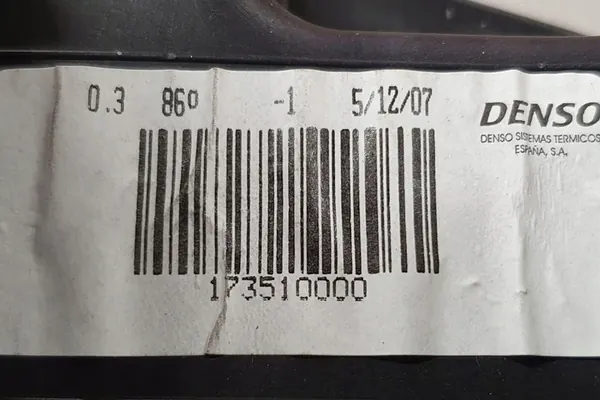 0.3 86º -1 5/12/07
DENSO
DENSO SISTEMAS TERMICOS
ESPAÑA, S.A.
173510000